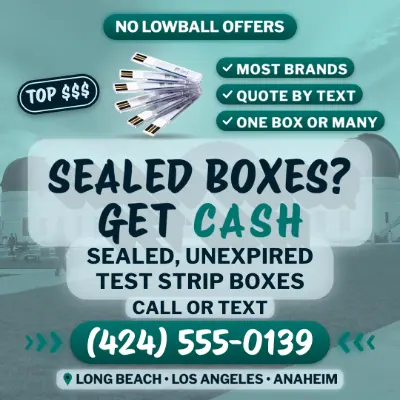 NO LOWBALL OFFERS
TOP $$$
✓ MOST BRANDS
✓ QUOTE BY TEXT
✓ ONE BOX OR MANY
SEALED BOXES?
GET CASH
SEALED, UNEXPIRED
TEST STRIP BOXES
CALL OR TEXT
(424) 555-0139
LONG BEACH • LOS ANGELES • ANAHEIM